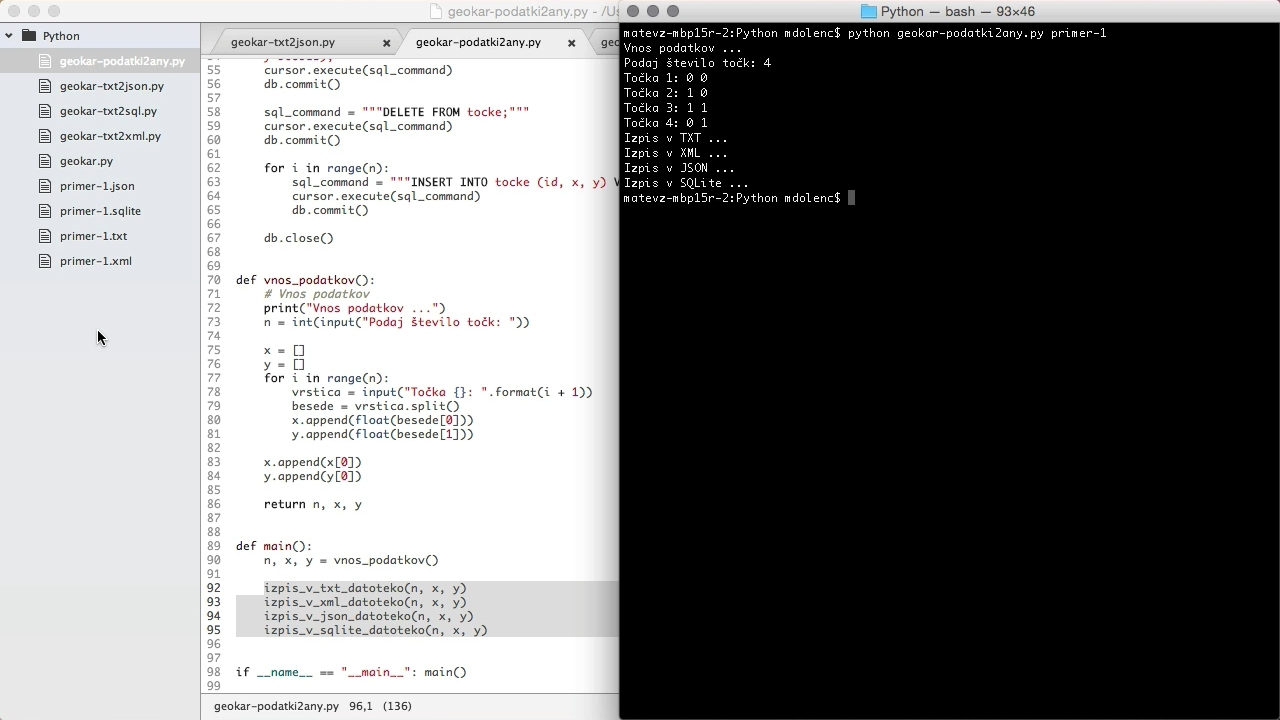 geokar-podatki2any.py - /Us
Python
geokar-podatki2any.py
geokar-txt2json.py
geokar-txt2sql.py
geokar-txt2xml.py
geokar.py
primer-1.json
primer-1.sqlite
primer-1.txt
primer-1.xml
geokar-txt2json.py
geokar-podatki2any.py
55 cursor.execute(sql_command)
56 db.commit()
57
58 sql_command = """DELETE FROM tocke;"""
59 cursor.execute(sql_command)
60 db.commit()
61
62 for i in range(n):
63 sql_command = """INSERT INTO tocke (id, x, y)
64 cursor.execute(sql_command)
65 db.commit()
66
67 db.close()
68
69
70 def vnos_podatkov():
71 # Vnos podatkov
72 print("Vnos podatkov ...")
73 n = int(input("Podaj število točk: "))
74
75 x = []
76 y = []
77 for i in range(n):
78 vrstica = input("Točka {}: ".format(i + 1))
79 besede = vrstica.split()
80 x.append(float(besede[0]))
81 y.append(float(besede[1]))
82
83 x.append(x[0])
84 y.append(y[0])
85
86 return n, x, y
87
88
89 def main():
90 n, x, y = vnos_podatkov()
91
92 izpis_v_txt_datoteko(n, x, y)
93 izpis_v_xml_datoteko(n, x, y)
94 izpis_v_json_datoteko(n, x, y)
95 izpis_v_sqlite_datoteko(n, x, y)
96
97
98 if __name__ == "__main__": main()
99
geokar-podatki2any.py 96,1 (136)
Python — bash — 93×46
matevz-mbp15r-2:Python mdolenc$ python geokar-podatki2any.py primer-1
Vnos podatkov ...
Podaj število točk: 4
Točka 1: 0 0
Točka 2: 1 0
Točka 3: 1 1
Točka 4: 0 1
Izpis v TXT ...
Izpis v XML ...
Izpis v JSON ...
Izpis v SQLite ...
matevz-mbp15r-2:Python mdolenc$